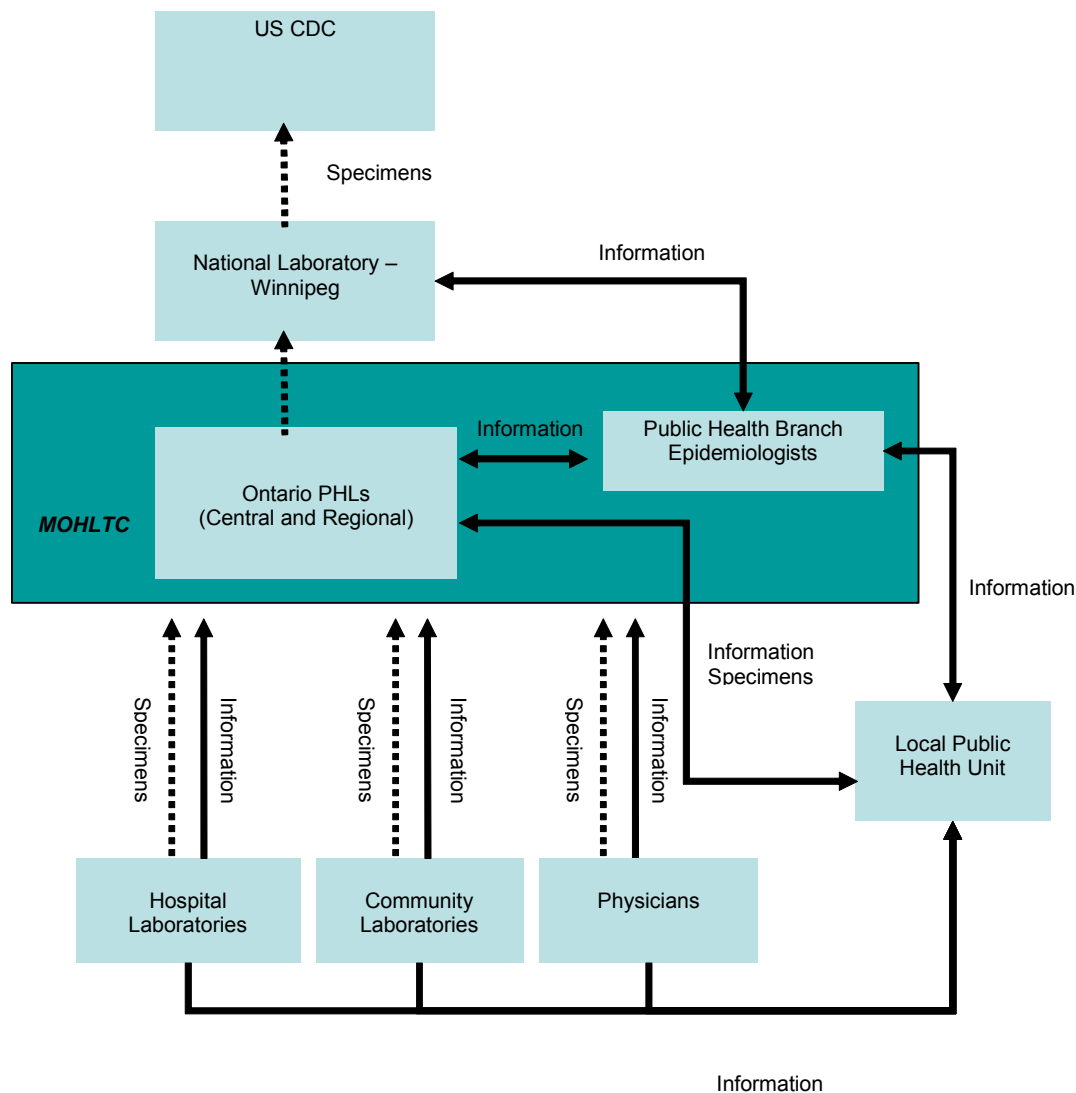 US CDC
Specimens
National Laboratory –
Winnipeg
Information
Public Health Branch
Epidemiologists
Information
Ontario PHLs
(Central and Regional)
MOHLTC
Information
Information
Specimens
Specimens
Information
Specimens
Information
Specimens
Information
Local Public
Health Unit
Hospital
Laboratories
Community
Laboratories
Physicians
Information